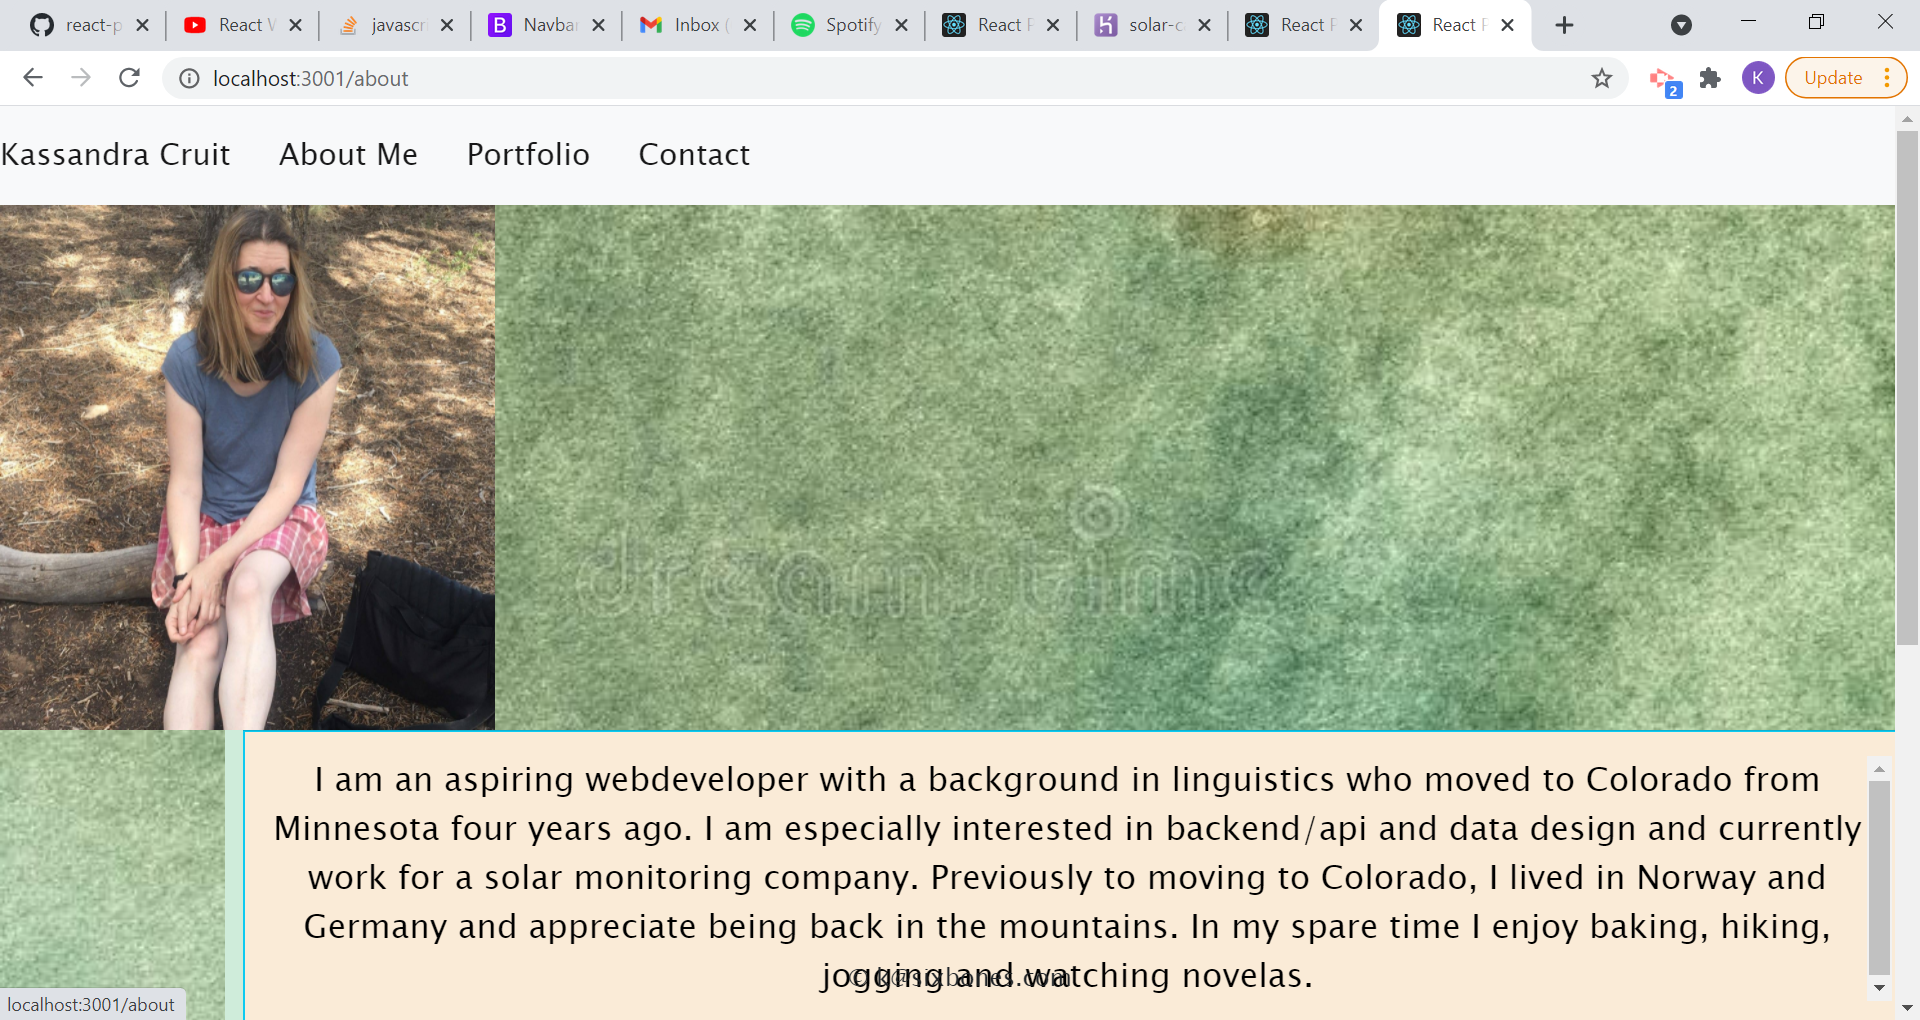 react-p
React V
javascri
Navbar
Inbox (
Spotify
React P
solar-c
React P
React P
localhost:3001/about
2
K
Update
Kassandra Cruit About Me Portfolio Contact
dreamstime
I am an aspiring webdeveloper with a background in linguistics who moved to Colorado from
Minnesota four years ago. I am especially interested in backend/api and data design and currently
work for a solar monitoring company. Previously to moving to Colorado, I lived in Norway and
Germany and appreciate being back in the mountains. In my spare time I enjoy baking, hiking,
jogging and watching novelas.
© k@sixbones.com
localhost:3001/about